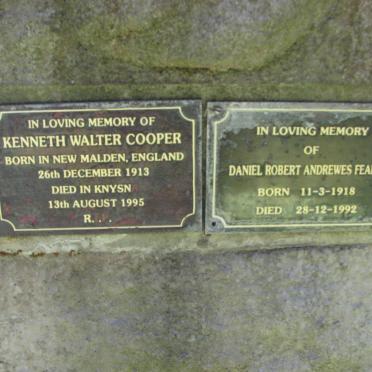 IN LOVING MEMORY OF
KENNETH WALTER COOPER
BORN IN NEW MALDEN, ENGLAND
26th DECEMBER 1913
DIED IN KNYSN
13th AUGUST 1995
R. . .
IN LOVING MEMORY
OF
DANIEL ROBERT ANDREWES
BORN 11-3-1918
DIED 28-12-1992